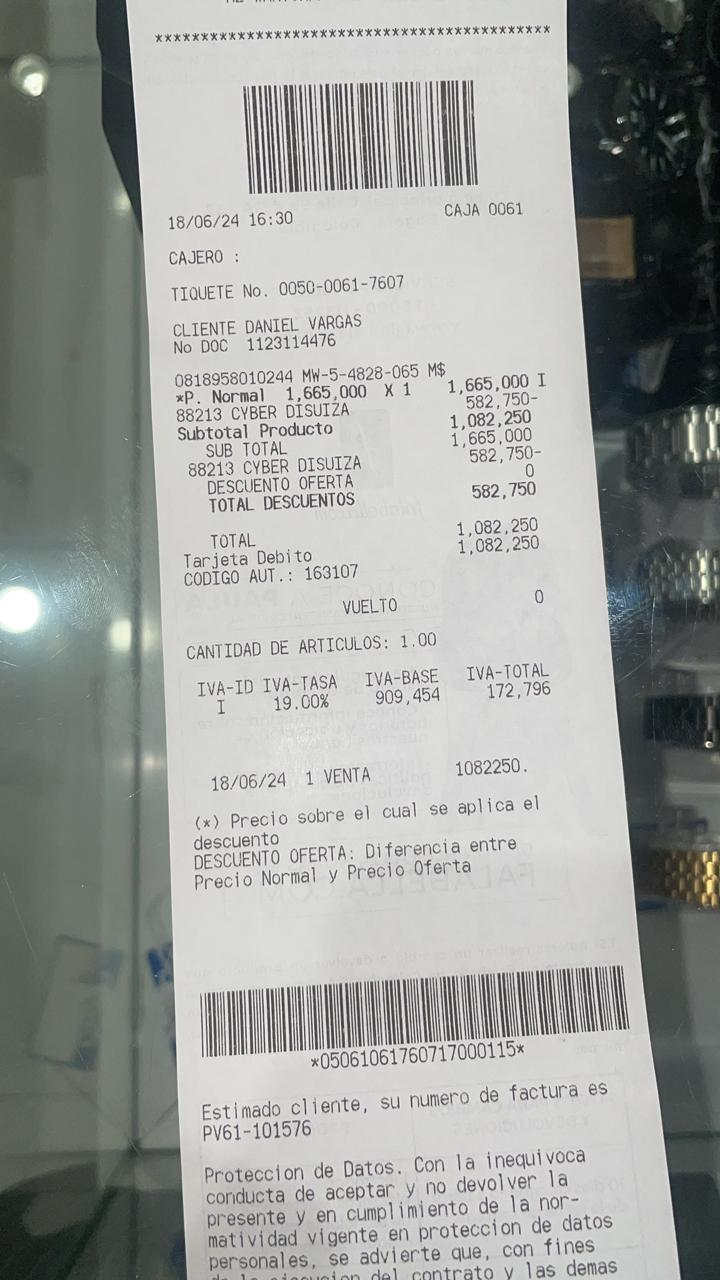 ******************************************
18/06/24 16:30 CAJA 0061
CAJERO :
TIQUETE No. 0050-0061-7607
CLIENTE DANIEL VARGAS
No DOC 1123114476
0818958010244 MW-5-4828-065 M$
*P. Normal 1,665,000 X 1 1,665,000 I
88213 CYBER DISUIZA 582,750-
Subtotal Producto 1,082,250
SUB TOTAL 1,665,000
88213 CYBER DISUIZA 582,750-
DESCUENTO OFERTA 0
TOTAL DESCUENTOS 582,750
TOTAL 1,082,250
Tarjeta Debito 1,082,250
CODIGO AUT.: 163107
VUELTO 0
CANTIDAD DE ARTICULOS: 1.00
IVA-ID IVA-TASA IVA-BASE IVA-TOTAL
I 19.00% 909,454 172,796
18/06/24 1 VENTA 1082250.
(*) Precio sobre el cual se aplica el
descuento
DESCUENTO OFERTA: Diferencia entre
Precio Normal y Precio Oferta
*05061061760717000115*
Estimado cliente, su numero de factura es
PV61-101576
Proteccion de Datos. Con la inequivoca
conducta de aceptar y no devolver la
presente y en cumplimiento de la nor-
matividad vigente en proteccion de datos
personales, se advierte que, con fines
de la ejecucion del contrato y las demas